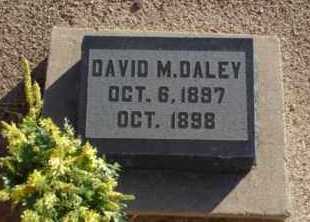 DAVID M. DALEY
OCT. 6, 1897
OCT. 1898